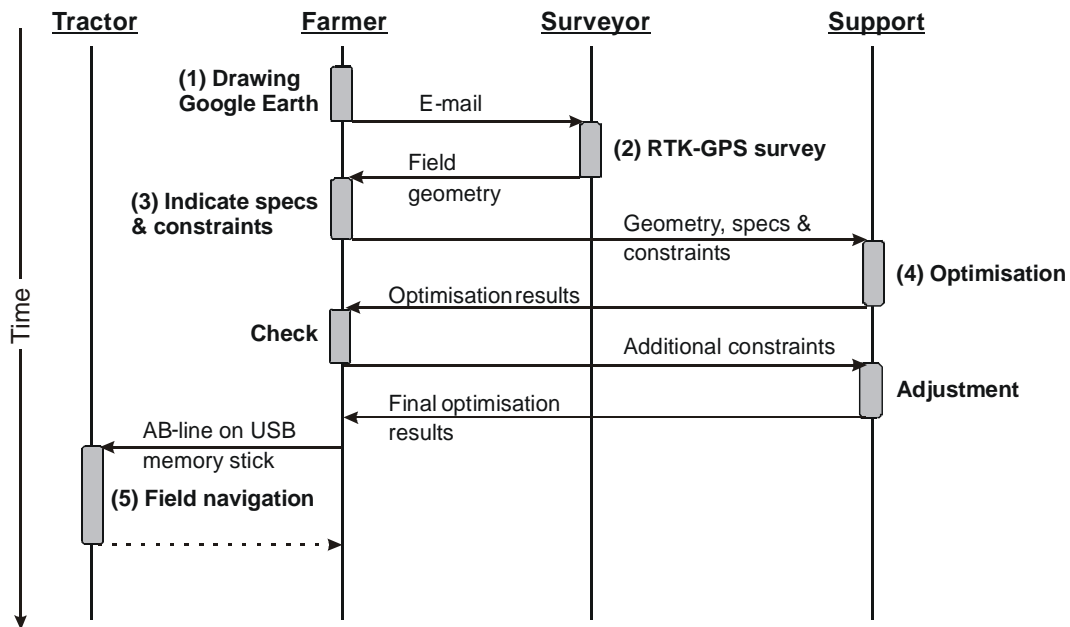 Tractor
Farmer
Surveyor
Support
(1) Drawing
Google Earth
E-mail
(2) RTK-GPS survey
Field
geometry
(3) Indicate specs
& constraints
Geometry, specs &
constraints
(4) Optimisation
Optimisation results
Time
Check
Additional constraints
Adjustment
Final optimisation
results
AB-line on USB
memory stick
(5) Field navigation